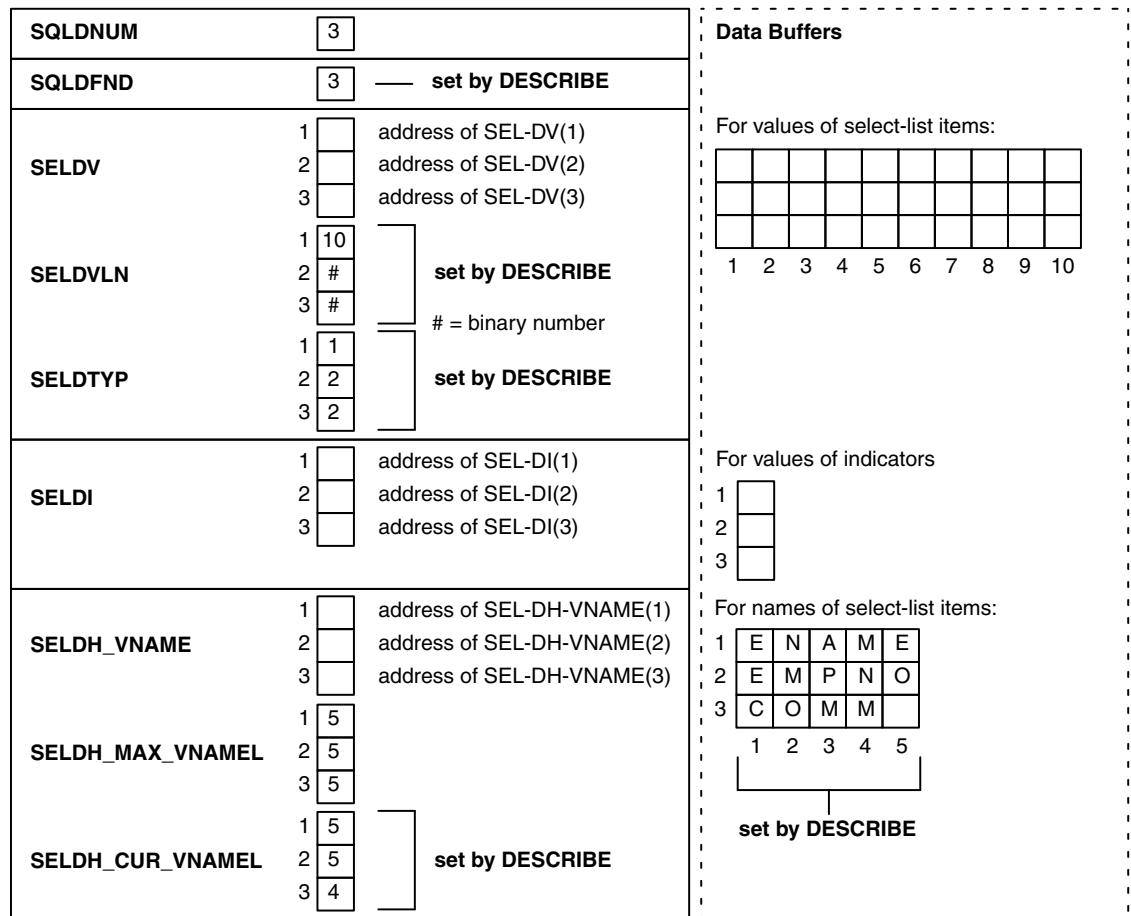 SQLDNUM 3
SQLDFND 3 set by DESCRIBE
SELDV
1 address of SEL-DV(1)
2 address of SEL-DV(2)
3 address of SEL-DV(3)
SELDVLN
1 10
2 #
3 #
set by DESCRIBE
# = binary number
SELDTYP
1 1
2 2
3 2
set by DESCRIBE
SELDI
1 address of SEL-DI(1)
2 address of SEL-DI(2)
3 address of SEL-DI(3)
SELDH_VNAME
1 address of SEL-DH-VNAME(1)
2 address of SEL-DH-VNAME(2)
3 address of SEL-DH-VNAME(3)
SELDH_MAX_VNAMEL
1 5
2 5
3 5
SELDH_CUR_VNAMEL
1 5
2 5
3 4
set by DESCRIBE
Data Buffers
For values of select-list items:
1 2 3 4 5 6 7 8 9 10
For values of indicators
1
2
3
For names of select-list items:
1 E N A M E
2 E M P N O
3 C O M M
1 2 3 4 5
set by DESCRIBE